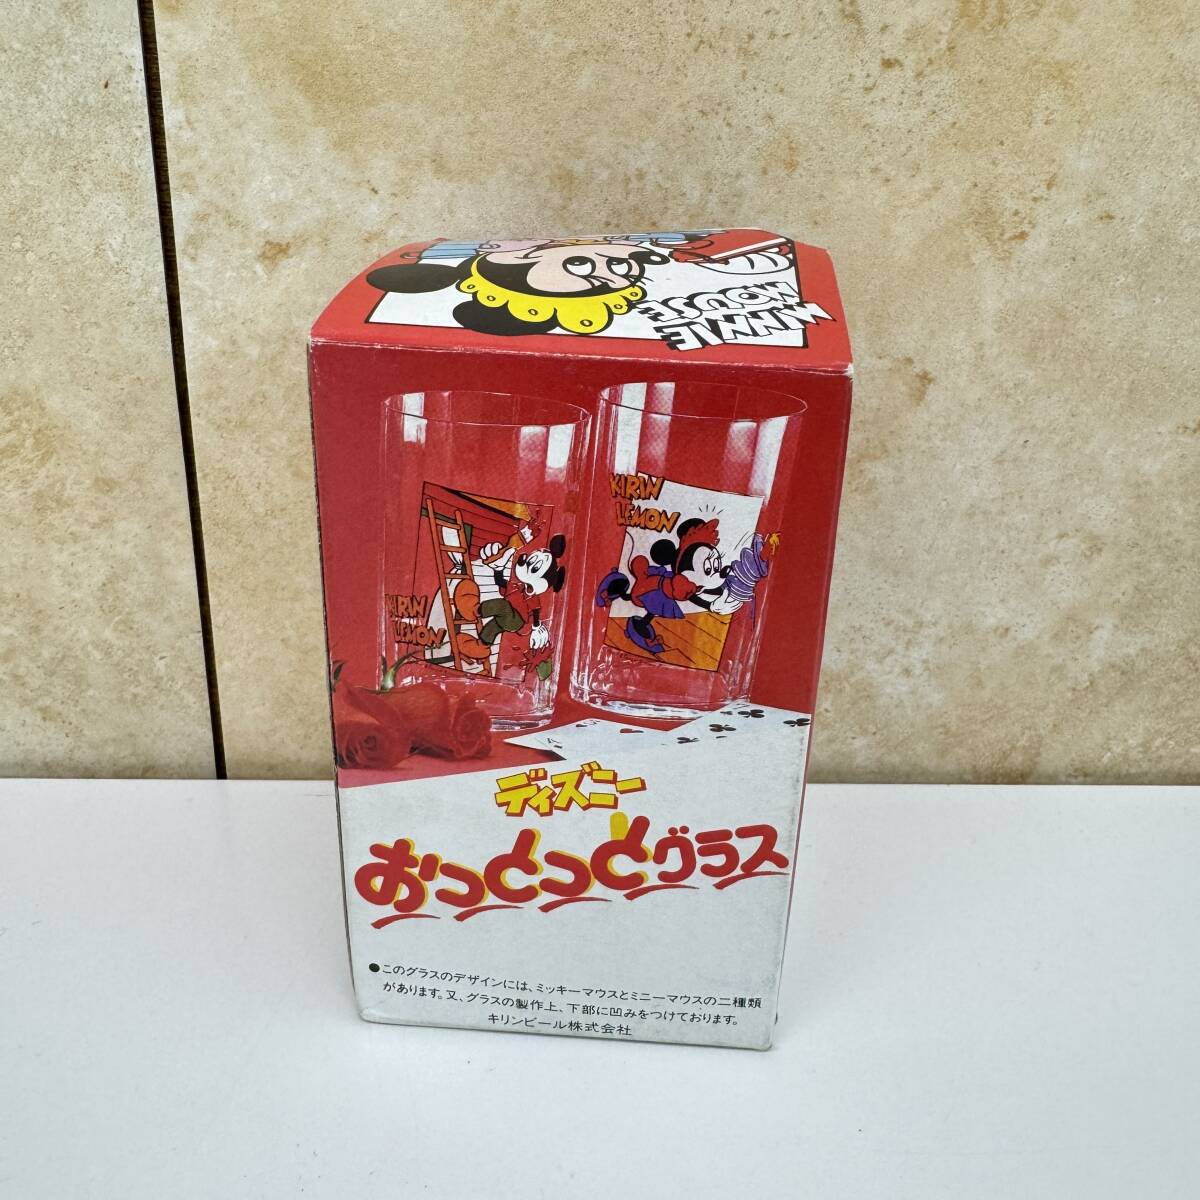 MINNIE
MOUSE
KIRIN
LEMON
KIRIN
LEMON
ディズニー
おっとっとグラス
●このグラスのデザインには、ミッキーマウスとミニーマウスの二種類
があります。又、グラスの製作上、下部に凹みをつけております。
キリンビール株式会社